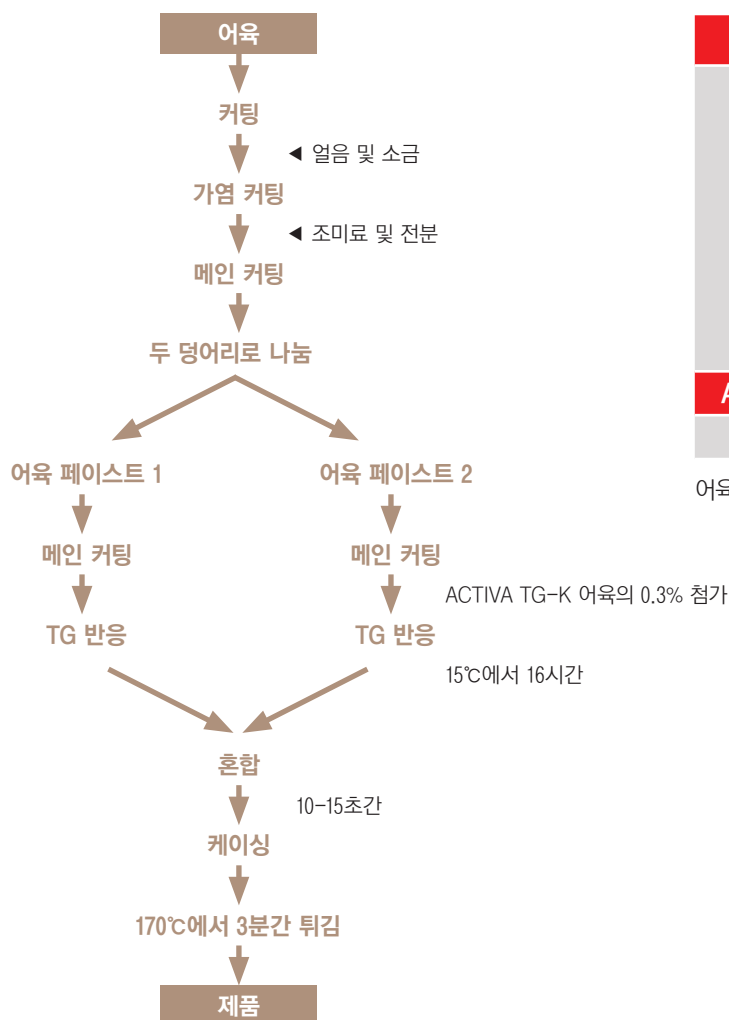 어육
커팅
◀ 얼음 및 소금
가염 커팅
◀ 조미료 및 전분
메인 커팅
두 덩어리로 나눔
어육 페이스트 1
어육 페이스트 2
메인 커팅
메인 커팅
ACTIVA TG-K 어육의 0.3% 첨가
TG 반응
TG 반응
15℃에서 16시간
혼합
10-15초간
케이싱
170℃에서 3분간 튀김
제품
A
어육